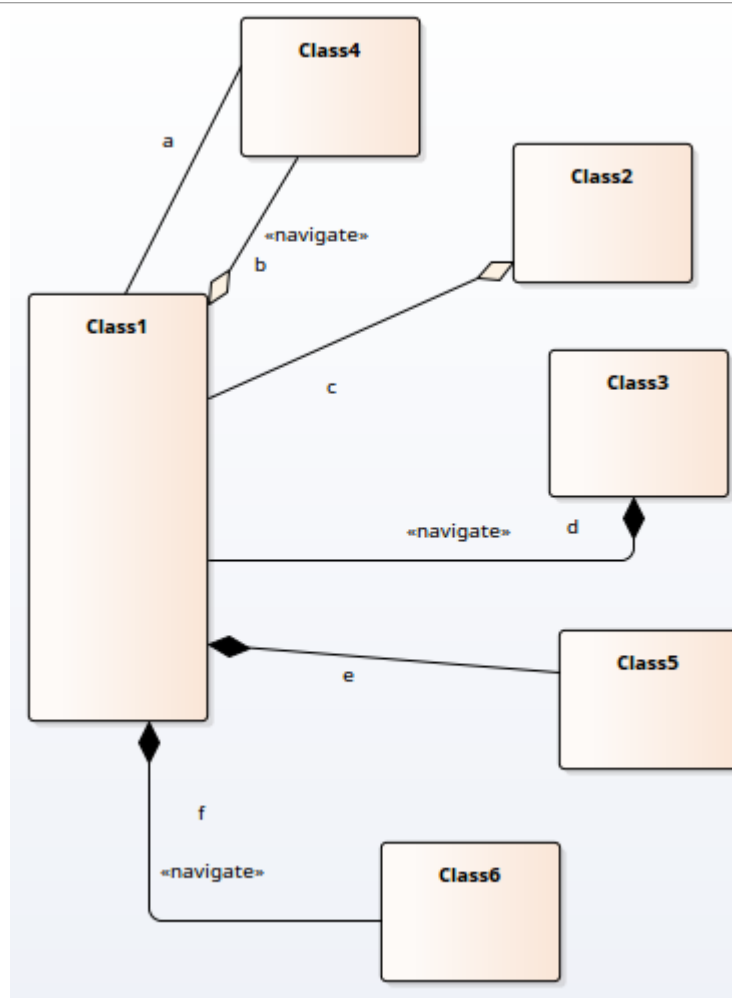 Class4
a
Class2
«navigate»
b
Class1
Class3
c
«navigate»
d
Class5
e
f
«navigate»
Class6